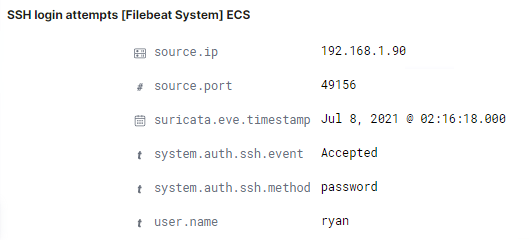 SSH login attempts [Filebeat System] ECS
source.ip 192.168.1.90
# source.port 49156
suricata.eve.timestamp Jul 8, 2021 @ 02:16:18.000
t system.auth.ssh.event Accepted
t system.auth.ssh.method password
t user.name ryan